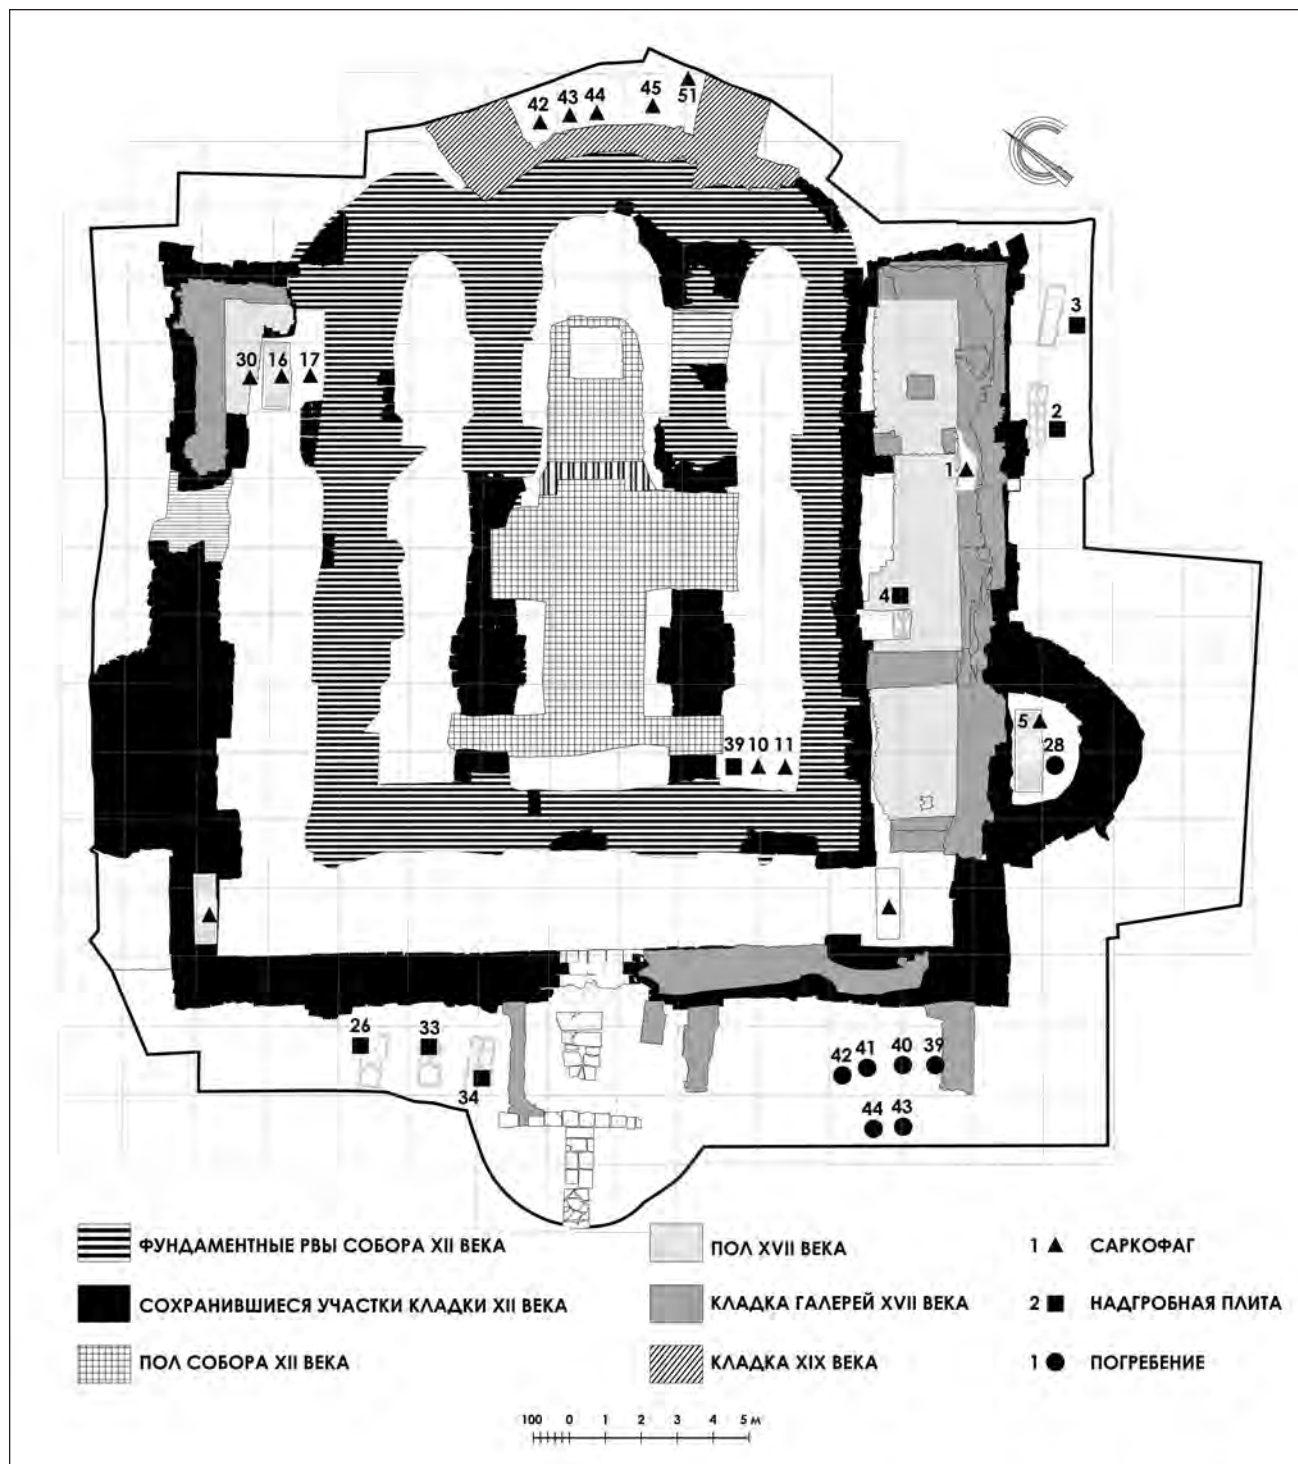 42 43 44 45 51
С
3
30 16 17
2
1
4
5
28
39 10 11
26 33
34
42 41 40 39
44 43
ФУНДАМЕНТНЫЕ РВЫ СОБОРА XII ВЕКА
СОХРАНИВШИЕСЯ УЧАСТКИ КЛАДКИ XII ВЕКА
ПОЛ СОБОРА XII ВЕКА
ПОЛ XVII ВЕКА
КЛАДКА ГАЛЕРЕЙ XVII ВЕКА
КЛАДКА XIX ВЕКА
1 САРКОФАГ
2 НАДГРОБНАЯ ПЛИТА
1 ПОГРЕБЕНИЕ
100 0 1 2 3 4 5 м